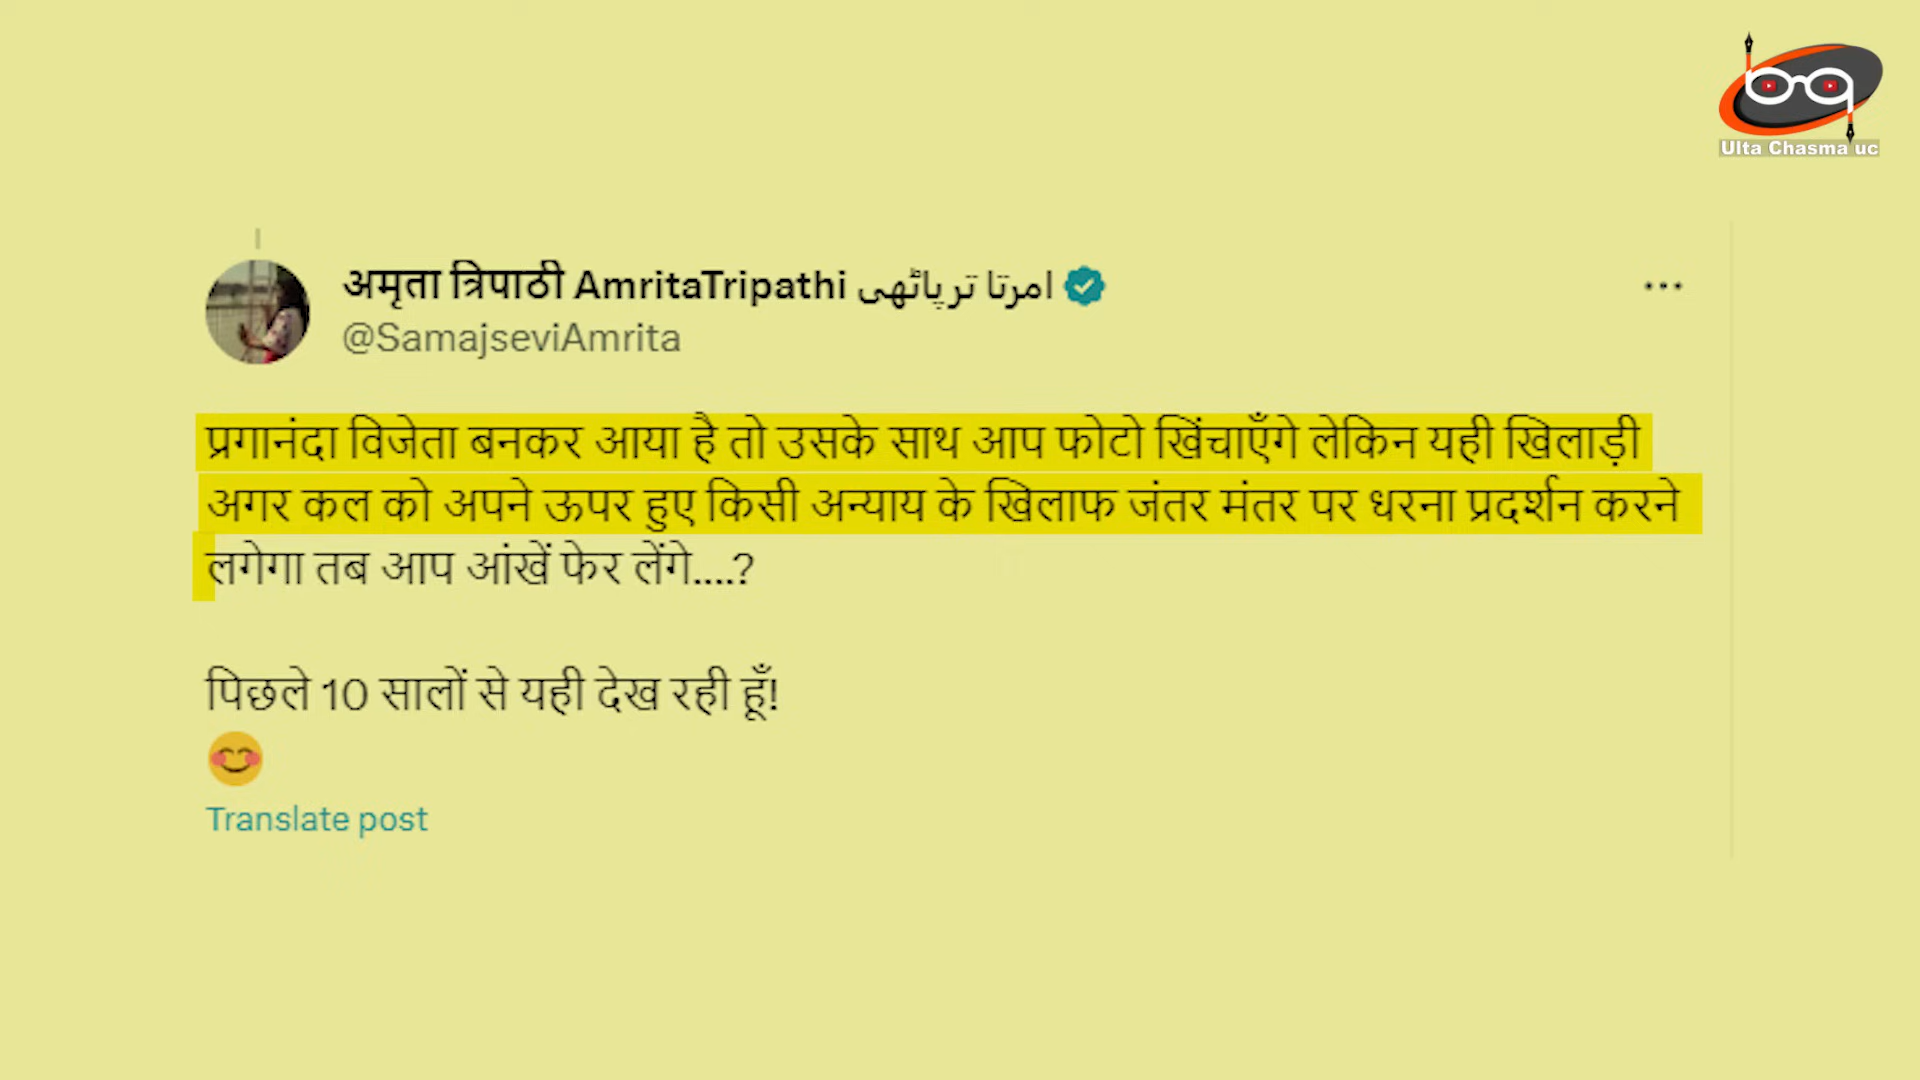 Ulta Chasma uc
अमृता त्रिपाठी AmritaTripathi امرتا ترپاٹھی
@SamajseviAmrita
प्रगानंदा विजेता बनकर आया है तो उसके साथ आप फोटो खिंचाएँगे लेकिन यही खिलाड़ी
अगर कल को अपने ऊपर हुए किसी अन्याय के खिलाफ जंतर मंतर पर धरना प्रदर्शन करने
लगेगा तब आप आंखें फेर लेंगे....?
पिछले 10 सालों से यही देख रही हूँ!
😊
Translate post